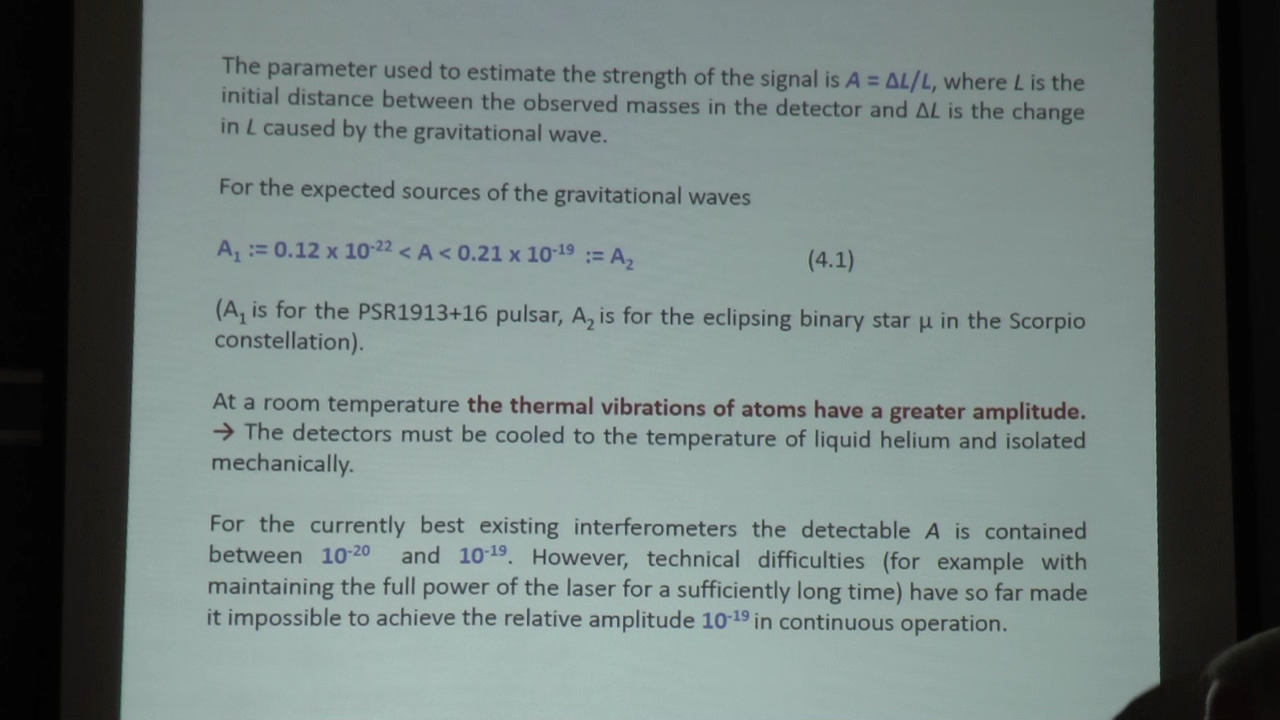 The parameter used to estimate the strength of the signal is A = ΔL/L, where L is the
initial distance between the observed masses in the detector and ΔL is the change
in L caused by the gravitational wave.
For the expected sources of the gravitational waves
A₁ := 0.12 x 10⁻²² < A < 0.21 x 10⁻¹⁹ := A₂ (4.1)
(A₁ is for the PSR1913+16 pulsar, A₂ is for the eclipsing binary star μ in the Scorpio
constellation).
At a room temperature the thermal vibrations of atoms have a greater amplitude.
→ The detectors must be cooled to the temperature of liquid helium and isolated
mechanically.
For the currently best existing interferometers the detectable A is contained
between 10⁻²⁰ and 10⁻¹⁹. However, technical difficulties (for example with
maintaining the full power of the laser for a sufficiently long time) have so far made
it impossible to achieve the relative amplitude 10⁻¹⁹ in continuous operation.